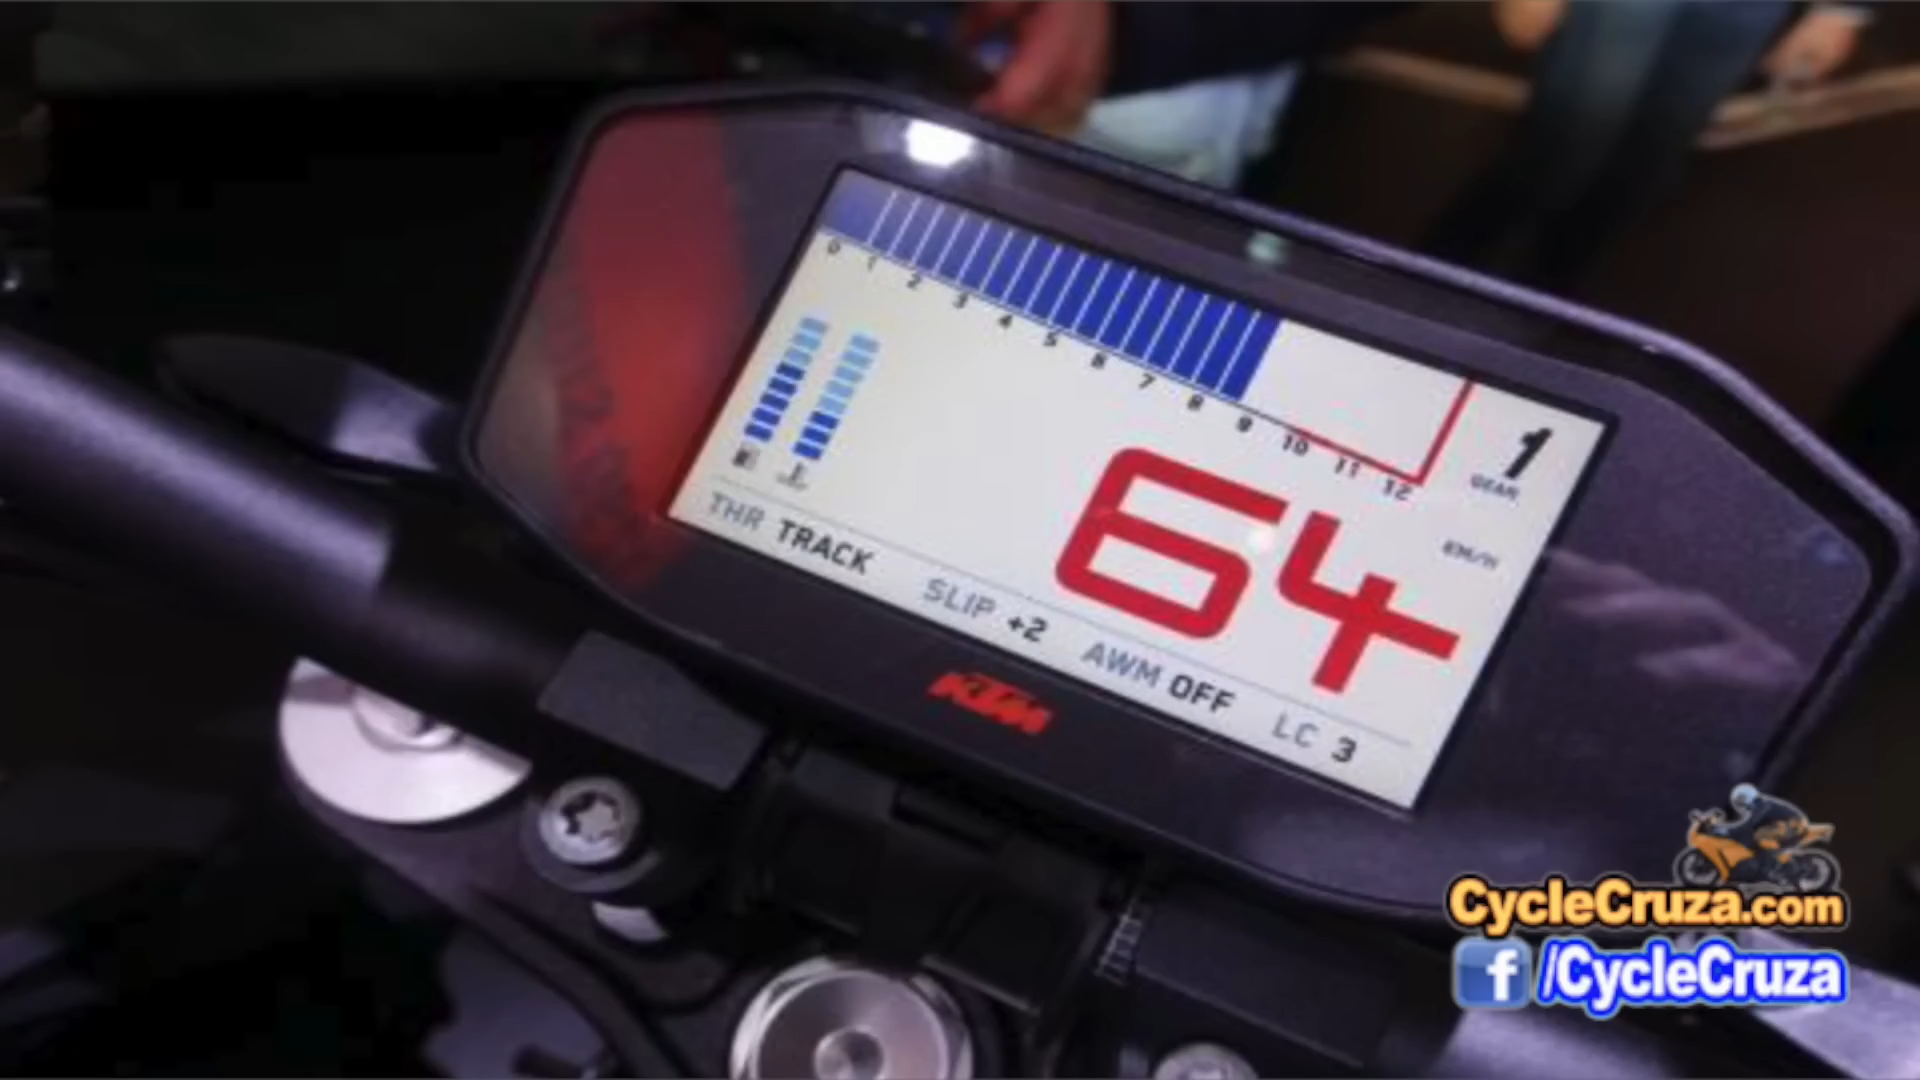 0 1 2 3 4 5 6 7 8 9 10 11 12
1
GEAR
64
KM/H
THR TRACK SLIP +2 AWM OFF LC 3
KTM
CycleCruza.com
f /CycleCruza